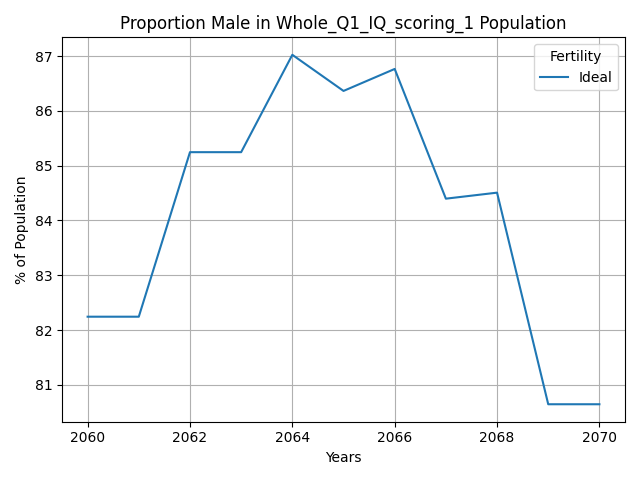 Proportion Male in Whole_Q1_IQ_scoring_1 Population
Fertility
Ideal
% of Population
87
86
85
84
83
82
81
2060
2062
2064
2066
2068
2070
Years